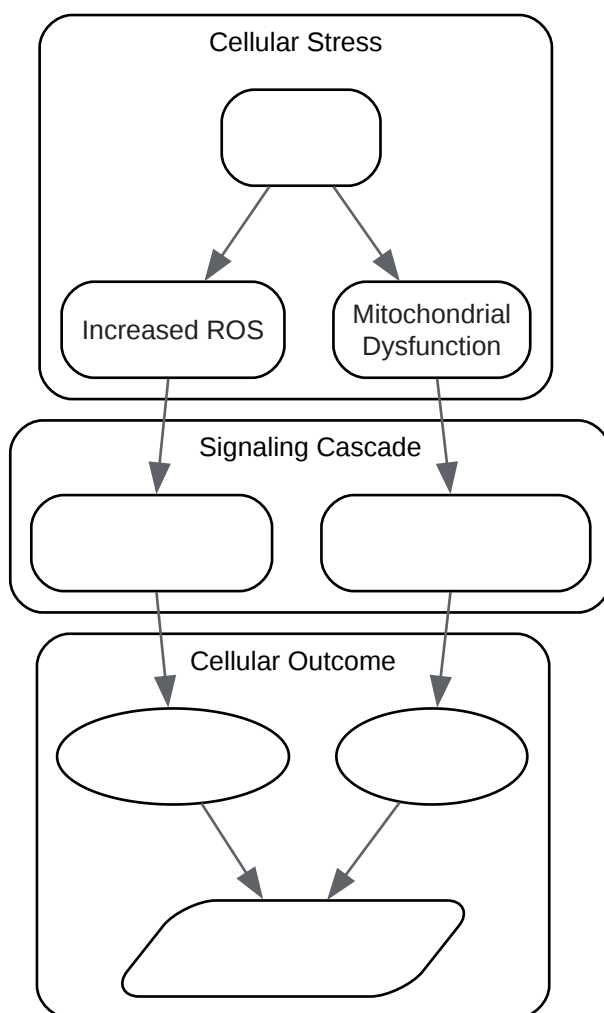 Cellular Stress
Increased ROS
Mitochondrial
Dysfunction
Signaling Cascade
Cellular Outcome